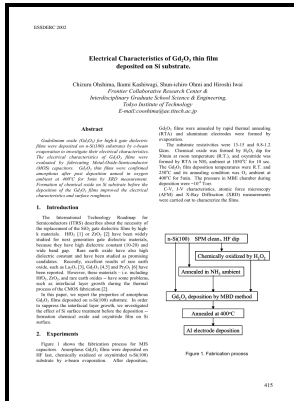 ESSDERC 2002
Electrical Characteristics of Gd₂O₃ thin film
deposited on Si substrate.
Chizuru Ohshima, Ikumi Kashiwagi, Shun-ichiro Ohmi and Hiroshi Iwai
Frontier Collaborative Research Center &
Interdisciplinary Graduate School Science & Engineering,
Tokyo Institute of Technology
E-mail:coonhima@ae.titech.ac.jp
Abstract
Gadolinium oxide (Gd₂O₃) for high-k gate dielectric
films were deposited on n-Si(100) substrates by e-beam
evaporation to investigate their electrical characteristics.
The electrical characteristics of Gd₂O₃ films were
evaluated by fabricating Metal-Oxide-Semiconductor
(MOS) capacitors. Gd₂O₃ thin films were confirmed
amorphous after post deposited anneal in oxygen
ambient at 400°C for 5min by XRD measurement.
Formation of chemical oxide on Si substrate before the
deposition of the Gd₂O₃ films improved the electrical
characteristics and surface roughness.
1. Introduction
The International Technology Roadmap for
Semiconductors (ITRS) describes about the necessity of
the replacement of the SiO₂ gate dielectric films by high-
k materials. HfO₂ [1] or ZrO₂ [2] have been widely
studied for next generation gate dielectric materials,
because they have high dielectric constant (10-20) and
wide band gap. Rare earth oxide have also high
dielectric constant and have been studied as promising
candidates. Recently, excellent results of rare earth
oxide, such as La₂O₃ [3], Gd₂O₃ [4,5] and Pr₂O₃ [6] have
been reported. However, these materials - i.e. including
HfO₂, ZrO₂ and rare earth oxides – have some problems,
such as interfacial layer growth during the thermal
process of the CMOS fabrication [2].
In this paper, we report the properties of amorphous
Gd₂O₃ films deposited on n-Si(100) substrate. In order
to suppress the interfacial layer growth, we investigated
the effect of Si surface treatment before the deposition --
formation chemical oxide and oxynitride film on Si
surface.
2. Experiments
Figure 1 shows the fabrication process for MIS
capacitors. Amorphous Gd₂O₃ films were deposited on
HF last, chemically oxidized or oxynitrided n-Si(100)
substrate by e-beam evaporation. After deposition,
Gd₂O₃ films were annealed by rapid thermal annealing
(RTA) and aluminum electrodes were formed by
evaporation.
The substrate resistivities were 13-15 and 0.8-1.2
Ωcm. Chemical oxide was formed by H₂O₂ dip for
30min at room temperature (R.T.), and oxynitride was
formed by RTA in NH₃ ambient at 1050°C for 10 sec.
The Gd₂O₃ film deposition temperatures were R.T. and
250°C and its annealing condition was O₂ ambient at
400°C for 5min. The pressure in MBE chamber during
deposition were ~10⁻⁷ Torr.
C-V, J-V characteristics, atomic force microscopy
(AFM) and X-Ray Diffraction (XRD) measurements were
carried out to characterize the films.
n-Si(100)
SPM clean, HF dip
Chemically oxidized by H₂O₂
Annealed in NH₃ ambient
Gd₂O₃ deposition by MBD method
Annealed at 400°C
Al electrode deposition
Figure 1. Fabrication process
415